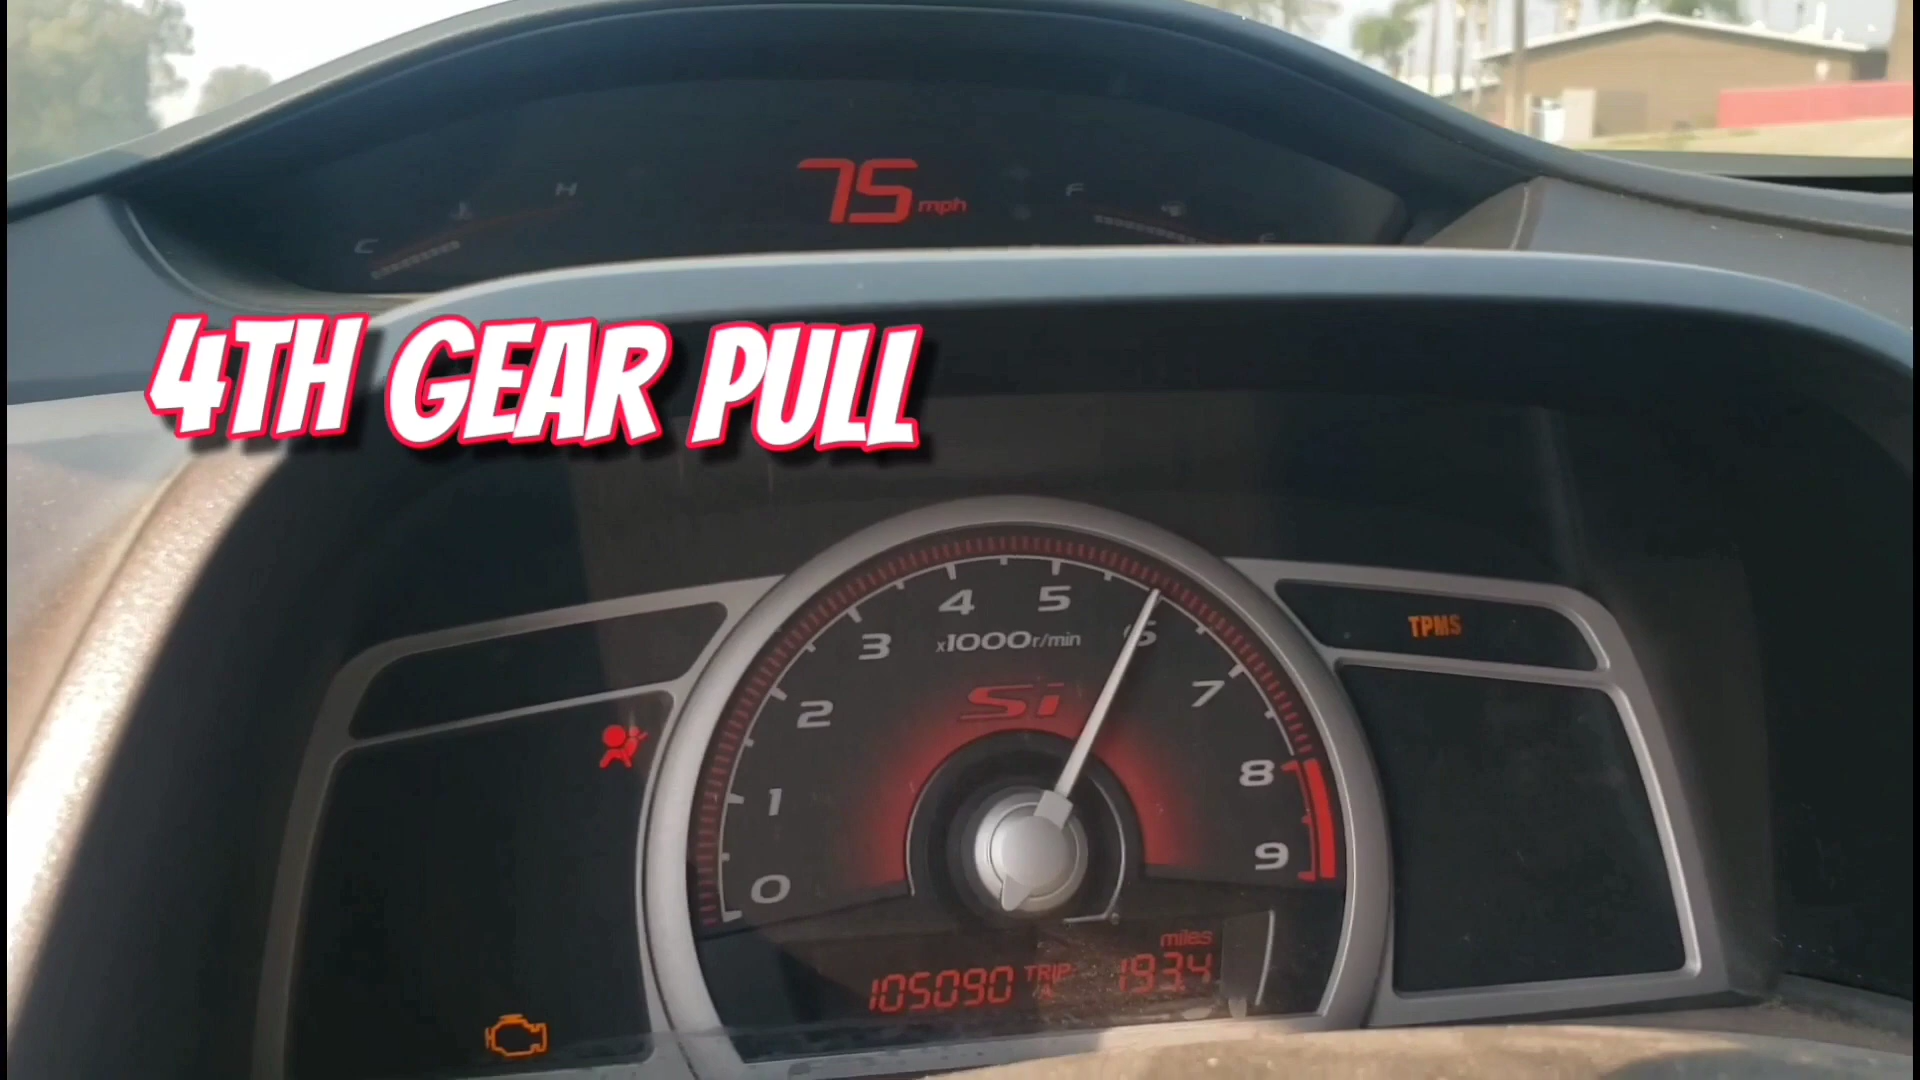 75 mph
C H
F
4TH GEAR PULL
0 1 2 3 4 5 6 7 8 9
x1000r/min
Si
TPMS
miles
105090 TRIP A 193.4